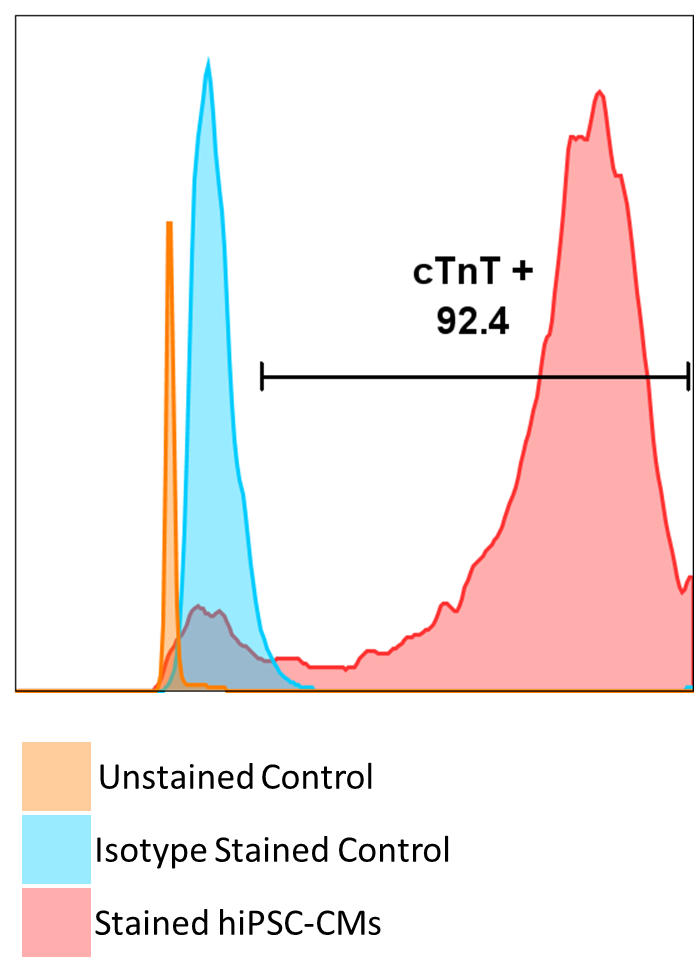 cTnT +
92.4
Unstained Control
Isotype Stained Control
Stained hiPSC-CMs